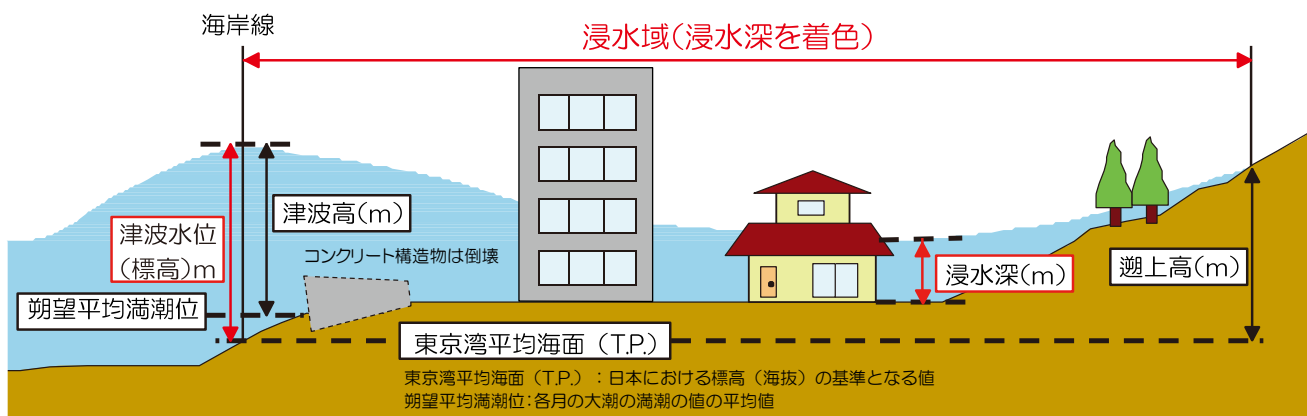 海岸線
浸水域(浸水深を着色)
津波高(m)
津波水位
(標高)m
コンクリート構造物は倒壊
浸水深(m)
遡上高(m)
朔望平均満潮位
東京湾平均海面（T.P.）
東京湾平均海面（T.P.）：日本における標高（海抜）の基準となる値
朔望平均満潮位：各月の大潮の満潮の値の平均値